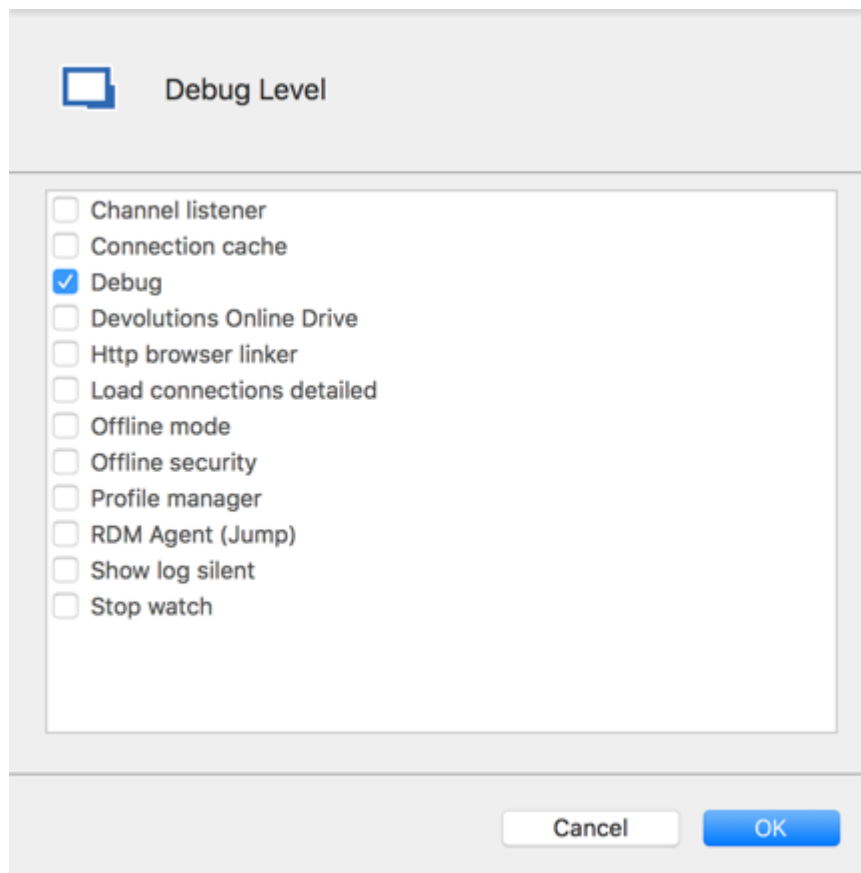 Debug Level
Channel listener
Connection cache
Debug
Devolutions Online Drive
Http browser linker
Load connections detailed
Offline mode
Offline security
Profile manager
RDM Agent (Jump)
Show log silent
Stop watch
Cancel OK